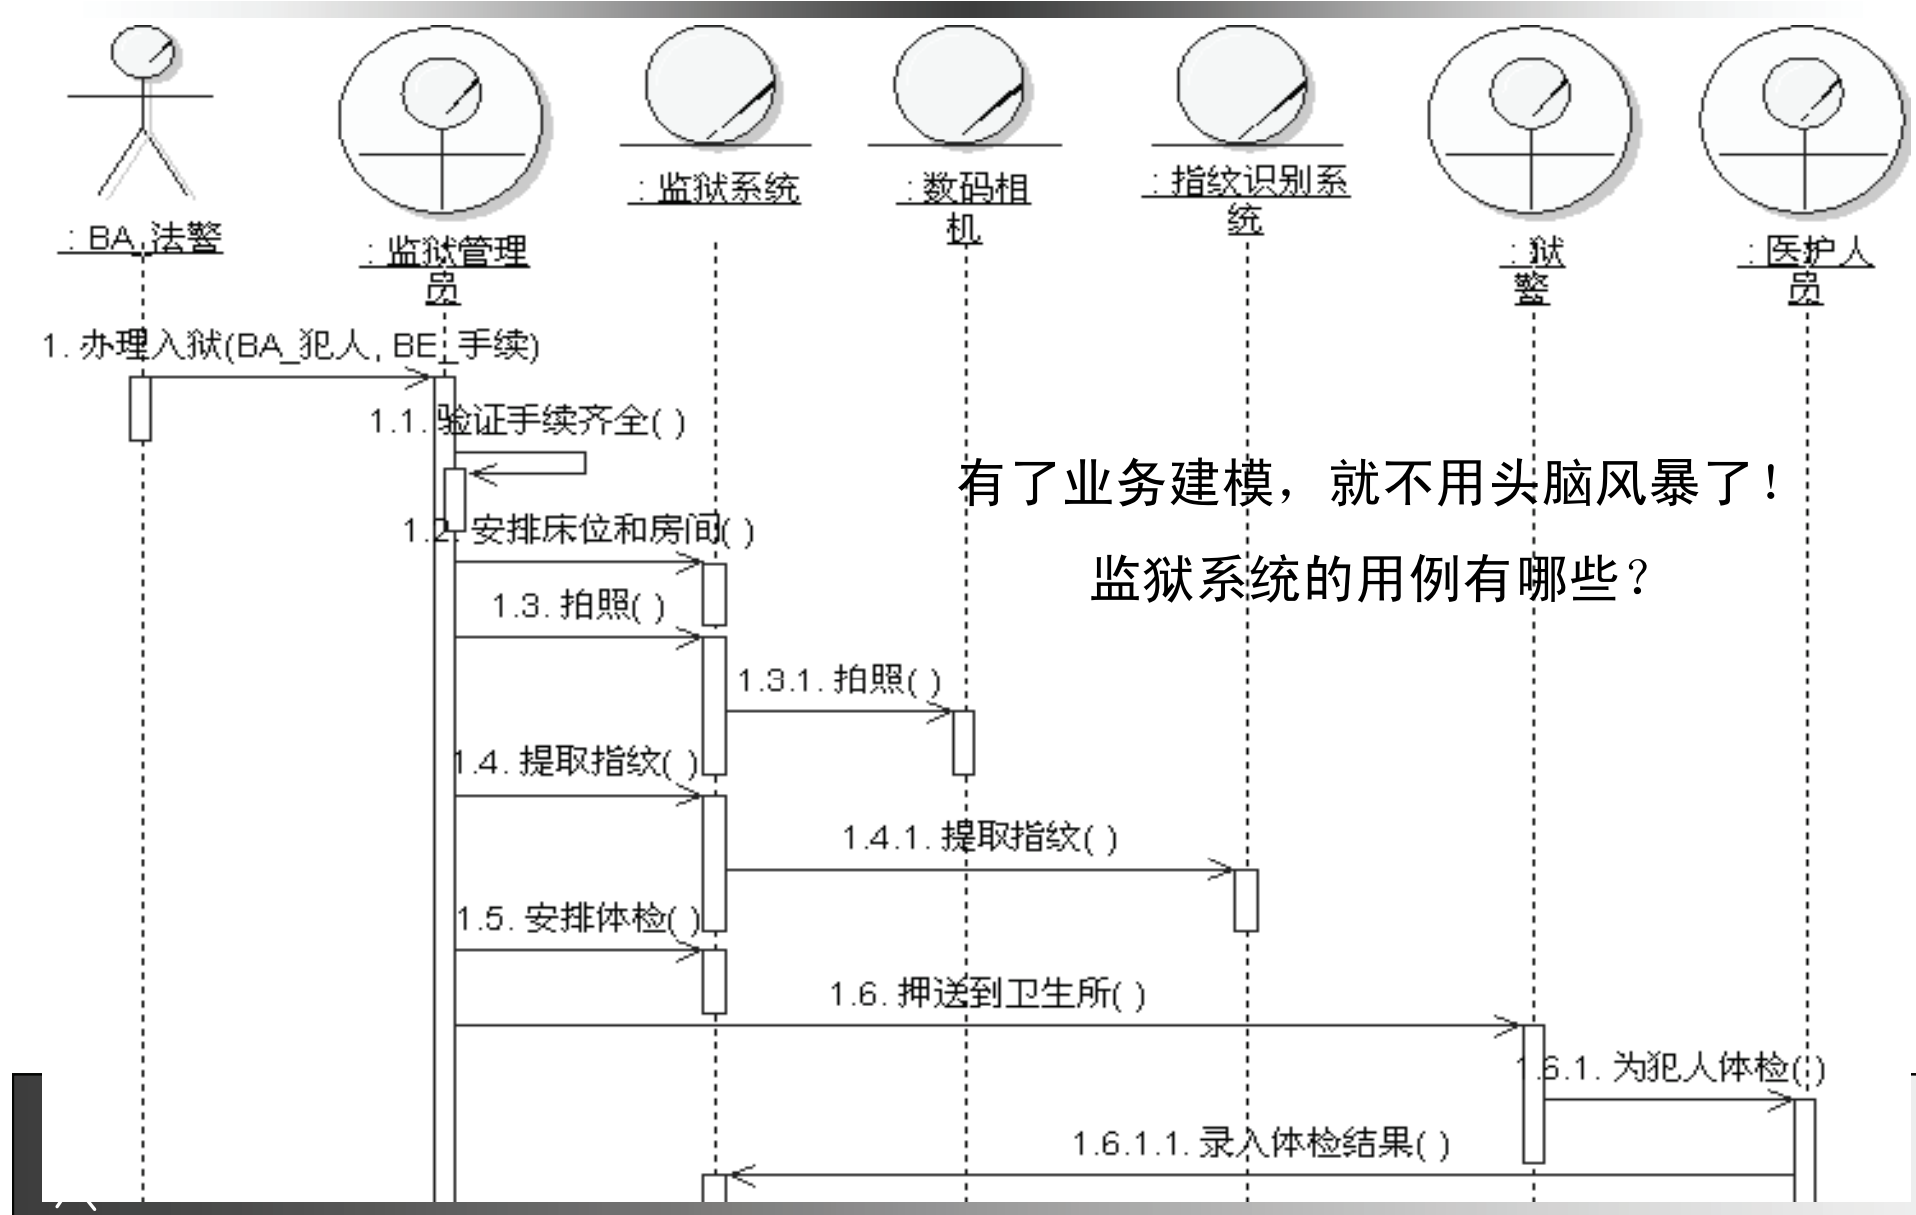 : BA_法警
: 监狱管理
员
: 监狱系统
: 数码相
机
: 指纹识别系
统
: 狱
警
: 医护人
员
1. 办理入狱(BA_犯人, BE_手续)
1.1. 验证手续齐全( )
有了业务建模，就不用头脑风暴了！
1.2. 安排床位和房间( )
监狱系统的用例有哪些？
1.3. 拍照( )
1.3.1. 拍照( )
1.4. 提取指纹( )
1.4.1. 提取指纹( )
1.5. 安排体检( )
1.6. 押送到卫生所( )
1.6.1. 为犯人体检( )
1.6.1.1. 录入体检结果( )